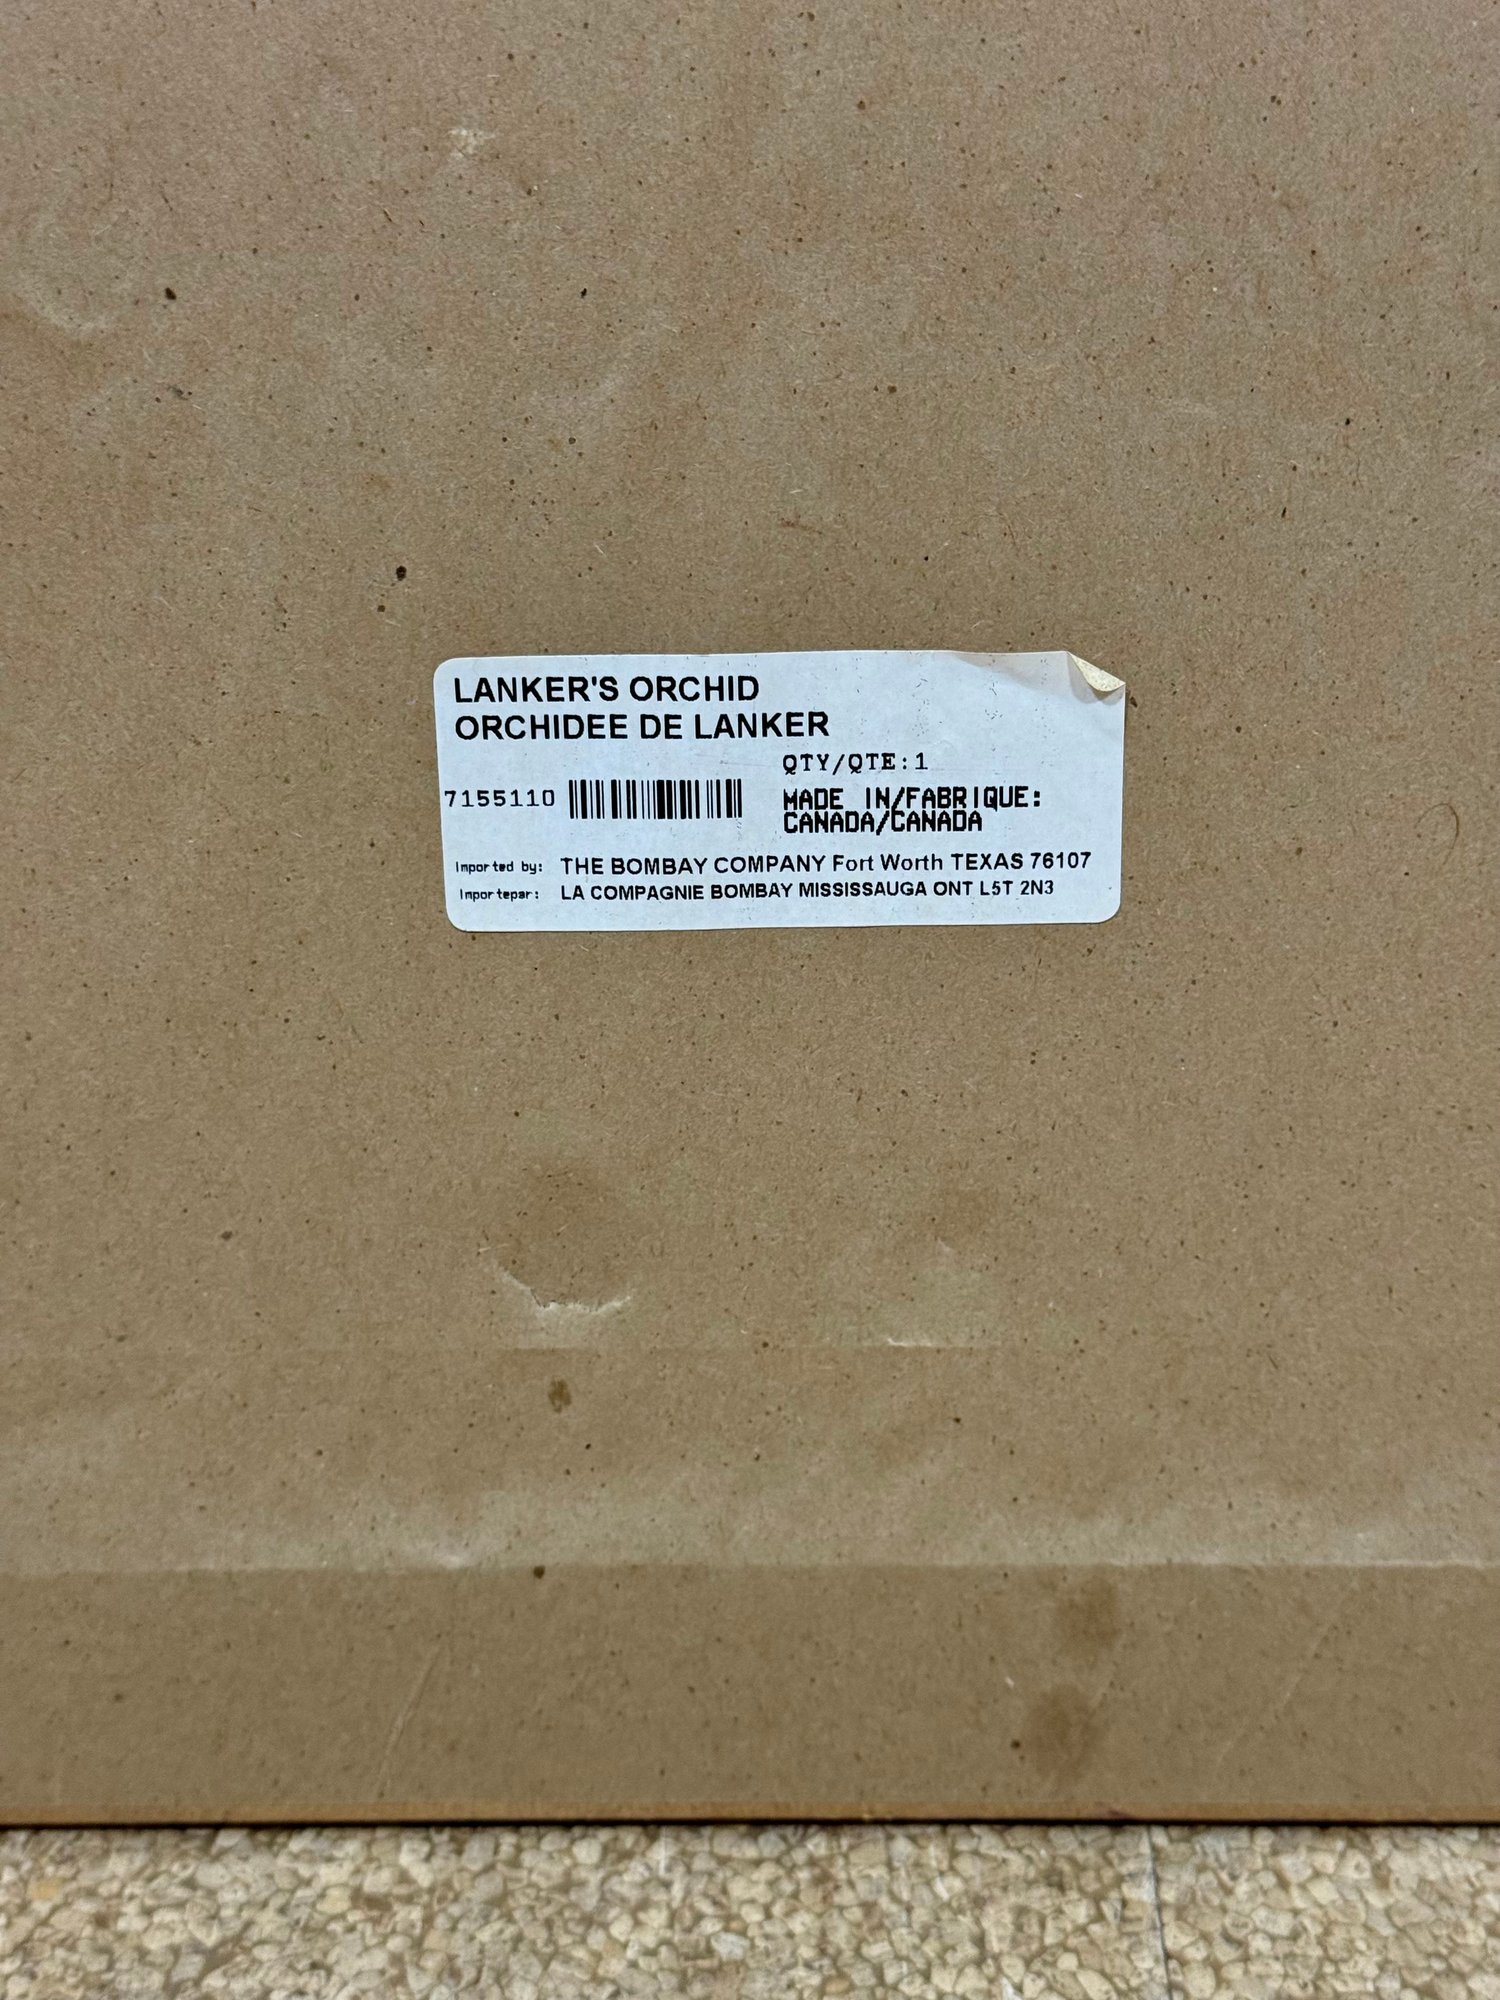 LANKER'S ORCHID
ORCHIDEE DE LANKER
QTY/QTE:1
7155110
MADE IN/FABRIQUE:
CANADA/CANADA
Imported by: THE BOMBAY COMPANY Fort Worth TEXAS 76107
Importepar: LA COMPAGNIE BOMBAY MISSISSAUGA ONT L5T 2N3